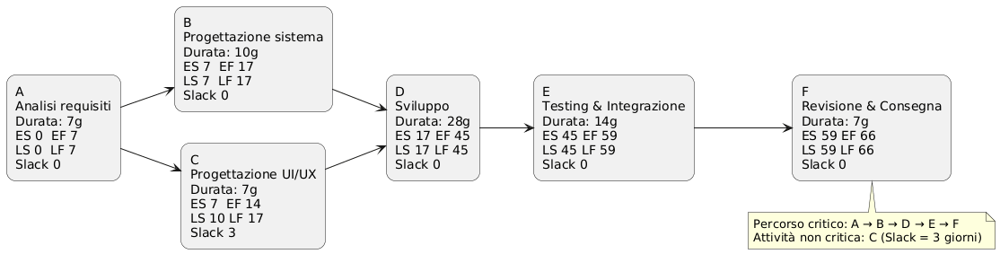 A
Analisi requisiti
Durata: 7g
ES 0  EF 7
LS 0  LF 7
Slack 0
B
Progettazione sistema
Durata: 10g
ES 7  EF 17
LS 7  LF 17
Slack 0
C
Progettazione UI/UX
Durata: 7g
ES 7  EF 14
LS 10 LF 17
Slack 3
D
Sviluppo
Durata: 28g
ES 17 EF 45
LS 17 LF 45
Slack 0
E
Testing & Integrazione
Durata: 14g
ES 45 EF 59
LS 45 LF 59
Slack 0
F
Revisione & Consegna
Durata: 7g
ES 59 EF 66
LS 59 LF 66
Slack 0
Percorso critico: A → B → D → E → F
Attività non critica: C (Slack = 3 giorni)